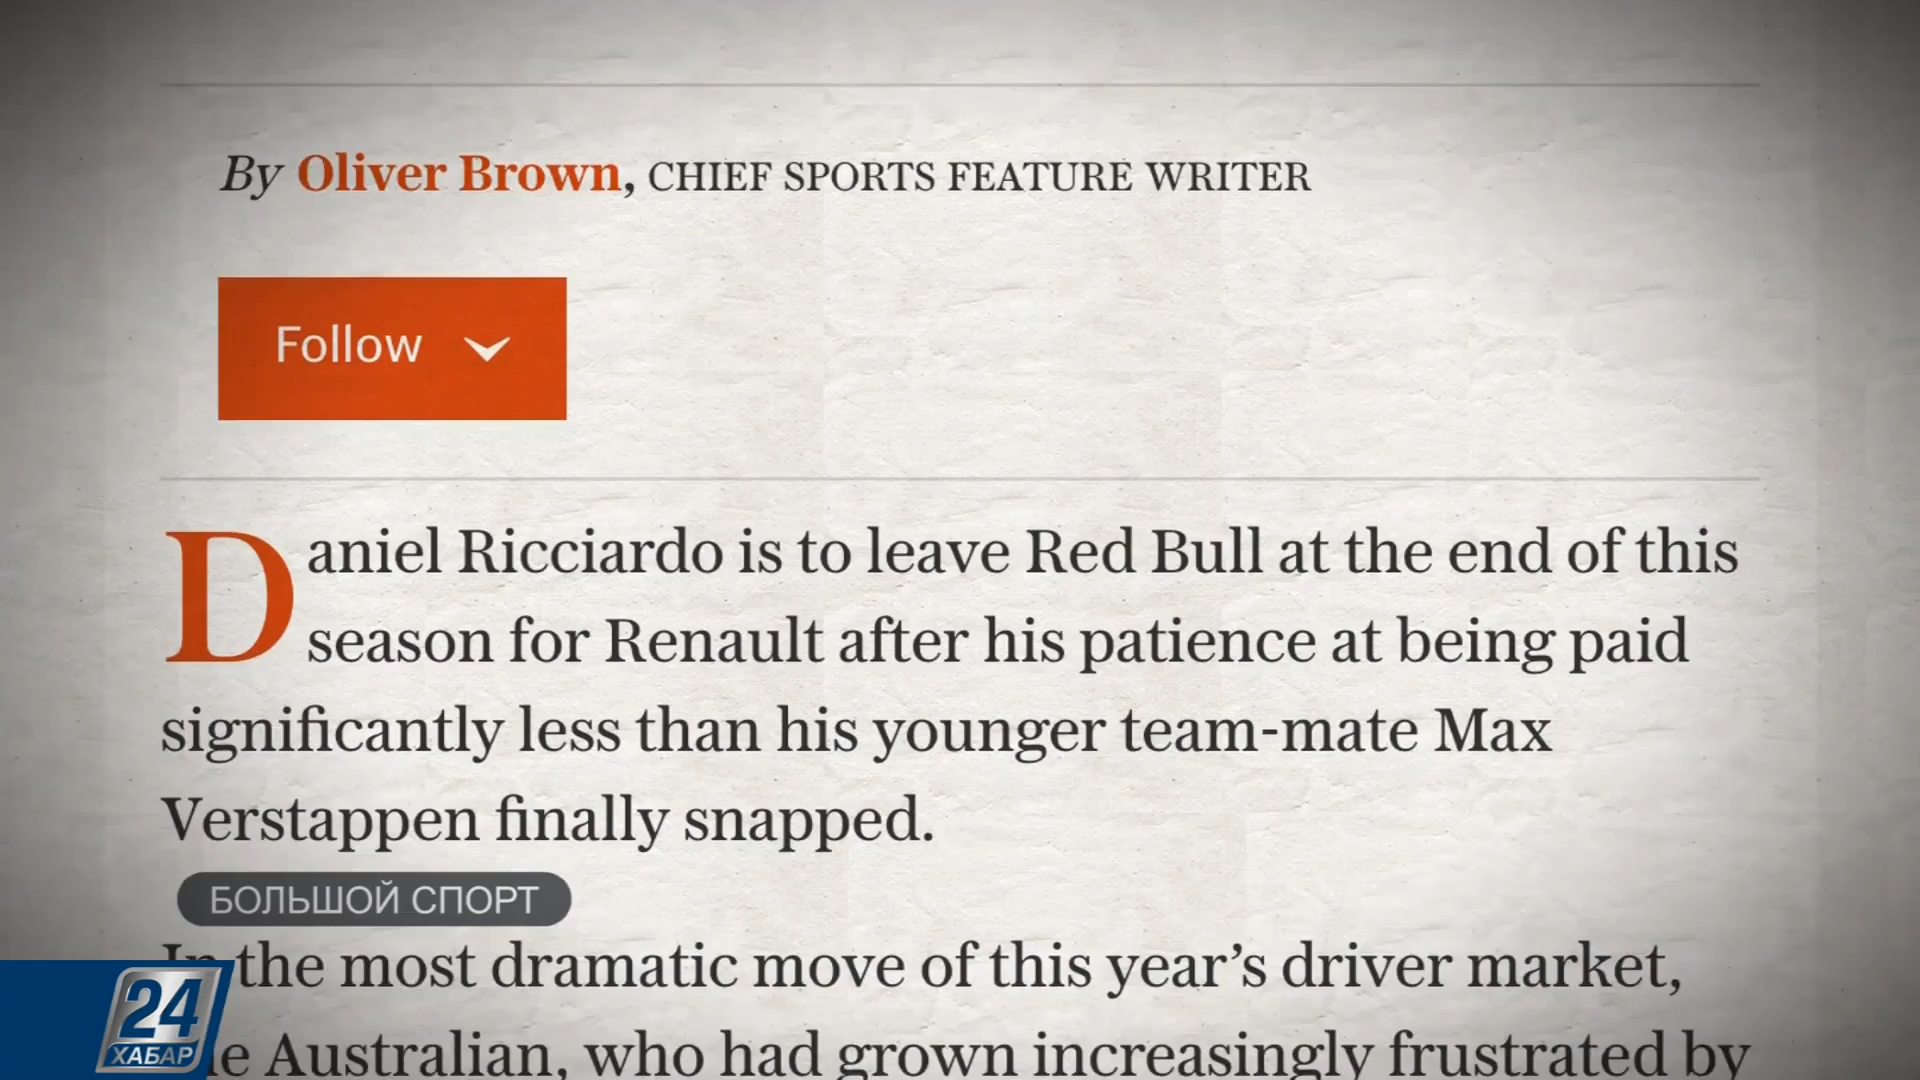 By Oliver Brown, CHIEF SPORTS FEATURE WRITER
Follow
Daniel Ricciardo is to leave Red Bull at the end of this
season for Renault after his patience at being paid
significantly less than his younger team-mate Max
Verstappen finally snapped.
БОЛЬШОЙ СПОРТ
In the most dramatic move of this year’s driver market,
Australian, who had grown increasingly frustrated by
24
ХАБАР